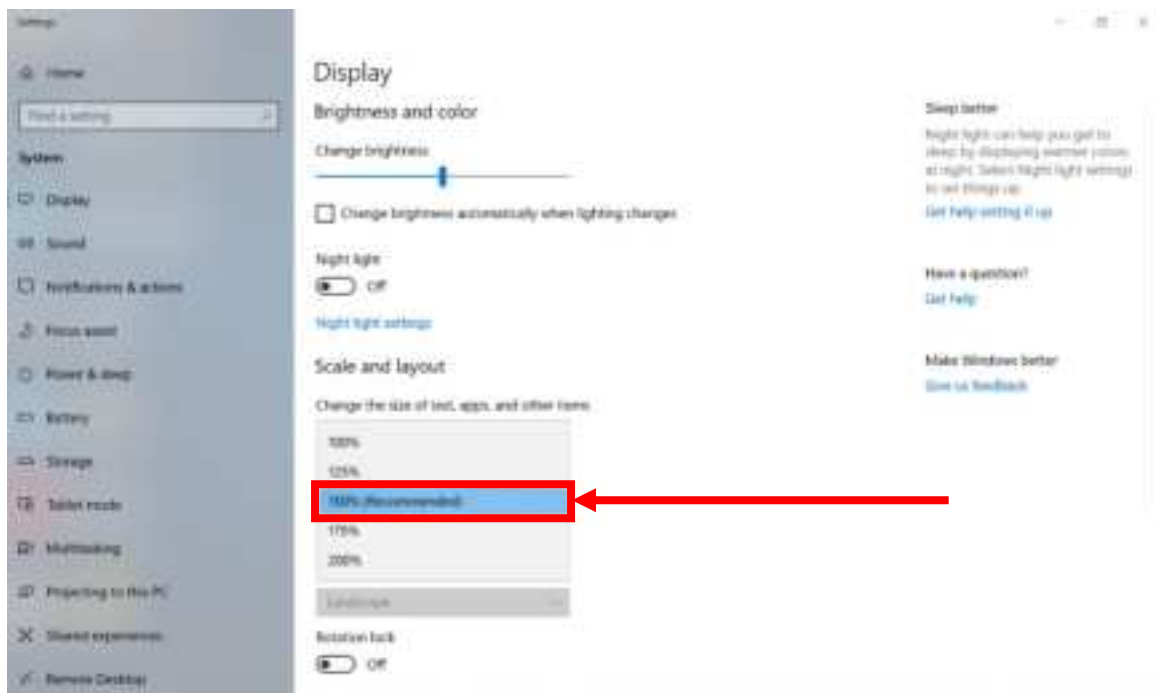 Settings
Home
Find a setting
System
Display
Sound
Notifications & actions
Focus assist
Power & sleep
Battery
Storage
Tablet mode
Multitasking
Projecting to this PC
Shared experiences
Remote Desktop
Display
Brightness and color
Change brightness
Change brightness automatically when lighting changes
Night light
Off
Night light settings
Scale and layout
Change the size of text, apps, and other items
100%
125%
150% (Recommended)
175%
200%
Landscape
Rotation lock
Off
Sleep better
Night light can help you get to
sleep by displaying warmer colors
at night. Select Night light settings
to set things up.
Get help setting it up
Have a question?
Get help
Make Windows better
Give us feedback